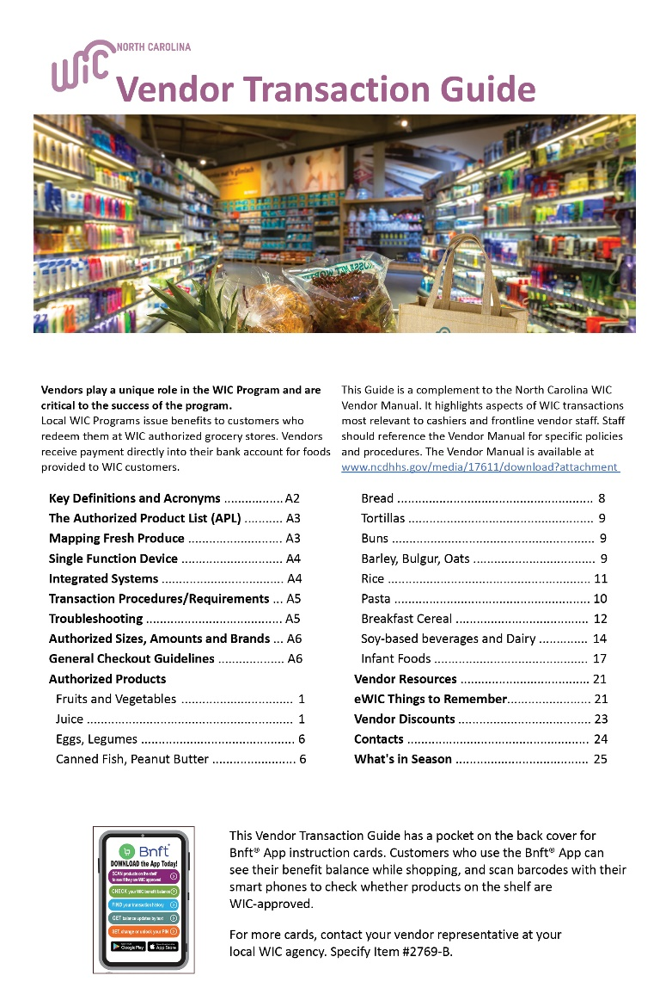 WiC NORTH CAROLINA
Vendor Transaction Guide
Vendors play a unique role in the WIC Program and are
critical to the success of the program.
Local WIC Programs issue benefits to customers who
redeem them at WIC authorized grocery stores. Vendors
receive payment directly into their bank account for foods
provided to WIC customers.
This Guide is a complement to the North Carolina WIC
Vendor Manual. It highlights aspects of WIC transactions
most relevant to cashiers and frontline vendor staff. Staff
should reference the Vendor Manual for specific policies
and procedures. The Vendor Manual is available at
www.ncdhhs.gov/media/17611/download?attachment
Key Definitions and Acronyms ................. A2
The Authorized Product List (APL) ........... A3
Mapping Fresh Produce ........................... A3
Single Function Device ............................. A4
Integrated Systems ................................... A4
Transaction Procedures/Requirements ... A5
Troubleshooting ....................................... A5
Authorized Sizes, Amounts and Brands ... A6
General Checkout Guidelines ................... A6
Authorized Products
Fruits and Vegetables ................................ 1
Juice ........................................................... 1
Eggs, Legumes ............................................ 6
Canned Fish, Peanut Butter ........................ 6
Bread ........................................................ 8
Tortillas ..................................................... 9
Buns .......................................................... 9
Barley, Bulgur, Oats ................................... 9
Rice .......................................................... 11
Pasta ........................................................ 10
Breakfast Cereal ...................................... 12
Soy-based beverages and Dairy .............. 14
Infant Foods ............................................ 17
Vendor Resources ..................................... 21
eWIC Things to Remember........................ 21
Vendor Discounts ...................................... 23
Contacts .................................................... 24
What's in Season ...................................... 25
Bnft
DOWNLOAD the App Today!
SCAN products on the shelf
to see if they are WIC approved
CHECK your WIC benefit balance
FIND your transaction history
GET balance updates by text
SET, change or unlock your PIN
Google Play
App Store
This Vendor Transaction Guide has a pocket on the back cover for
Bnft® App instruction cards. Customers who use the Bnft® App can
see their benefit balance while shopping, and scan barcodes with their
smart phones to check whether products on the shelf are
WIC-approved.
For more cards, contact your vendor representative at your
local WIC agency. Specify Item #2769-B.